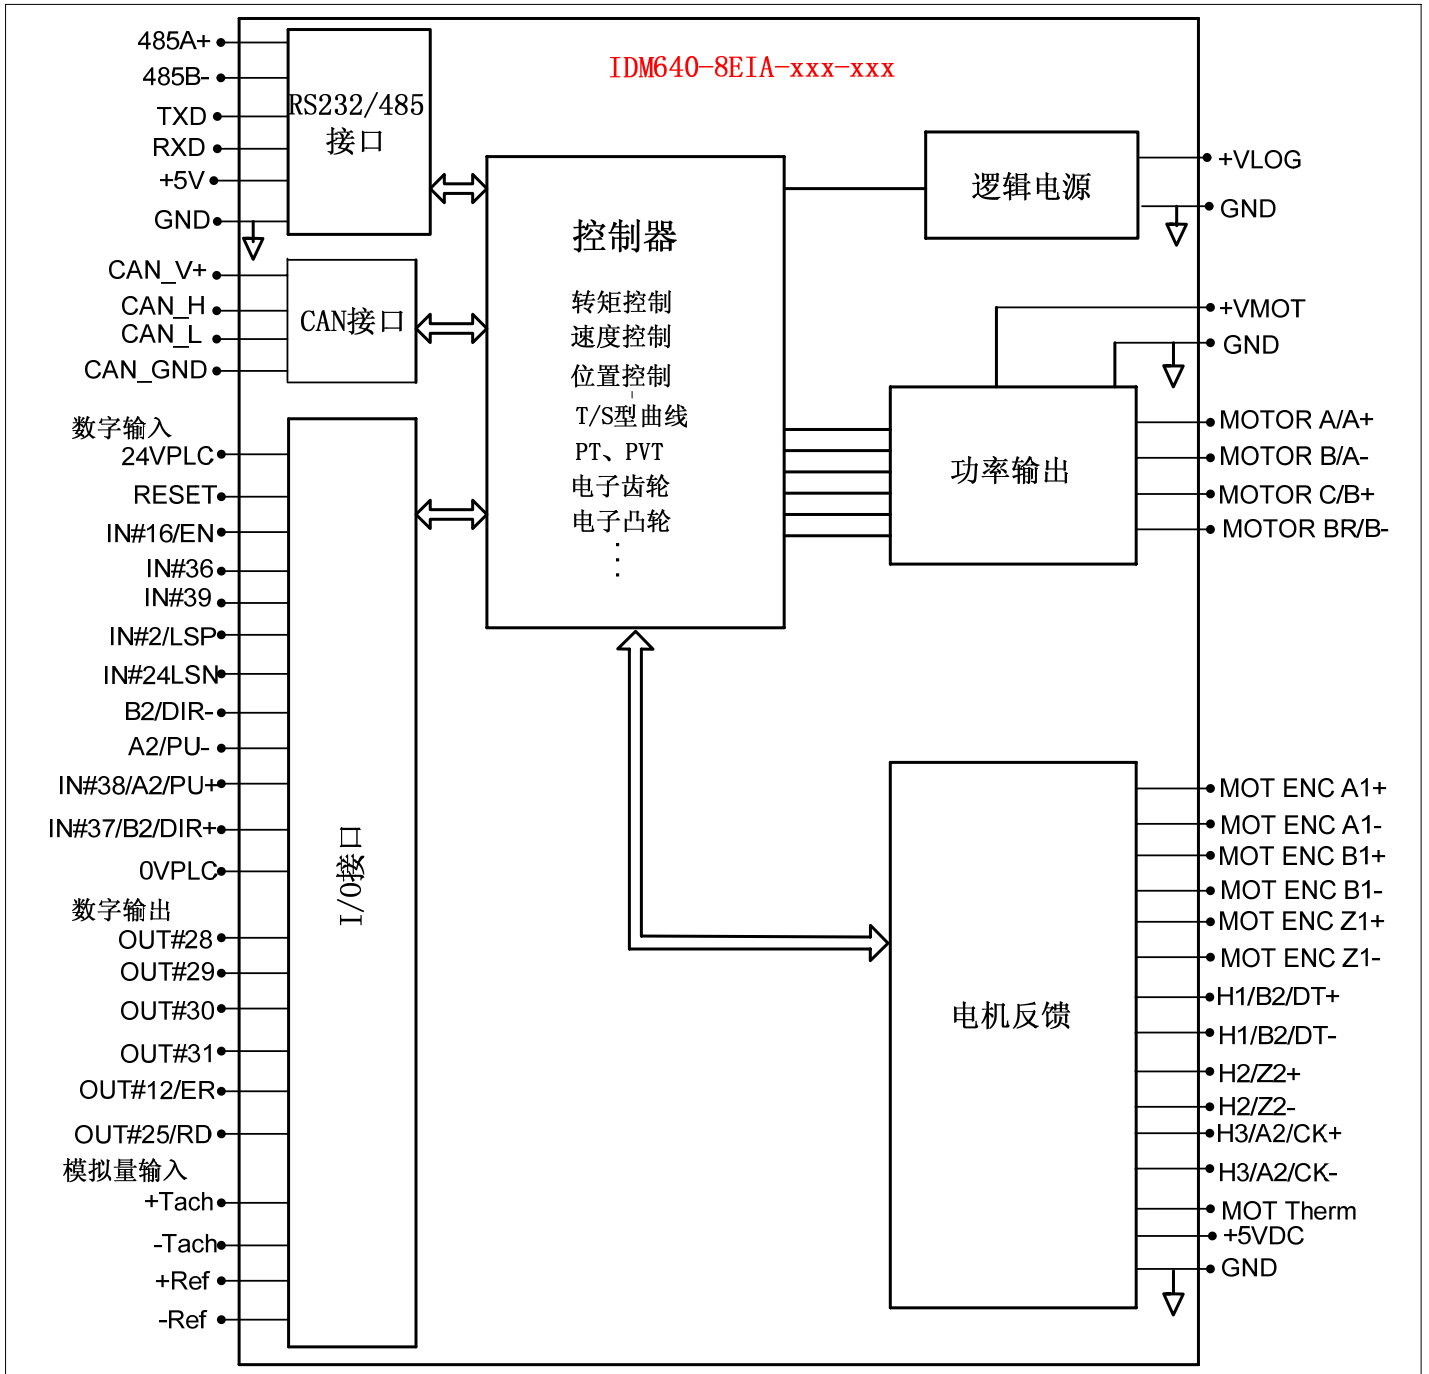 IDM640-8EIA-xxx-xxx
485A+
485B-
TXD
RXD
+5V
GND
RS232/485
接口
CAN_V+
CAN_H
CAN_L
CAN_GND
CAN接口
数字输入
24VPLC
RESET
IN#16/EN
IN#36
IN#39
IN#2/LSP
IN#24LSN
B2/DIR-
A2/PU-
IN#38/A2/PU+
IN#37/B2/DIR+
0VPLC
数字输出
OUT#28
OUT#29
OUT#30
OUT#31
OUT#12/ER
OUT#25/RD
模拟量输入
+Tach
-Tach
+Ref
-Ref
I/O接口
控制器
转矩控制
速度控制
位置控制
T/S型曲线
PT、PVT
电子齿轮
电子凸轮
逻辑电源
+VLOG
GND
+VMOT
GND
功率输出
MOTOR A/A+
MOTOR B/A-
MOTOR C/B+
MOTOR BR/B-
电机反馈
MOT ENC A1+
MOT ENC A1-
MOT ENC B1+
MOT ENC B1-
MOT ENC Z1+
MOT ENC Z1-
H1/B2/DT+
H1/B2/DT-
H2/Z2+
H2/Z2-
H3/A2/CK+
H3/A2/CK-
MOT Therm
+5VDC
GND